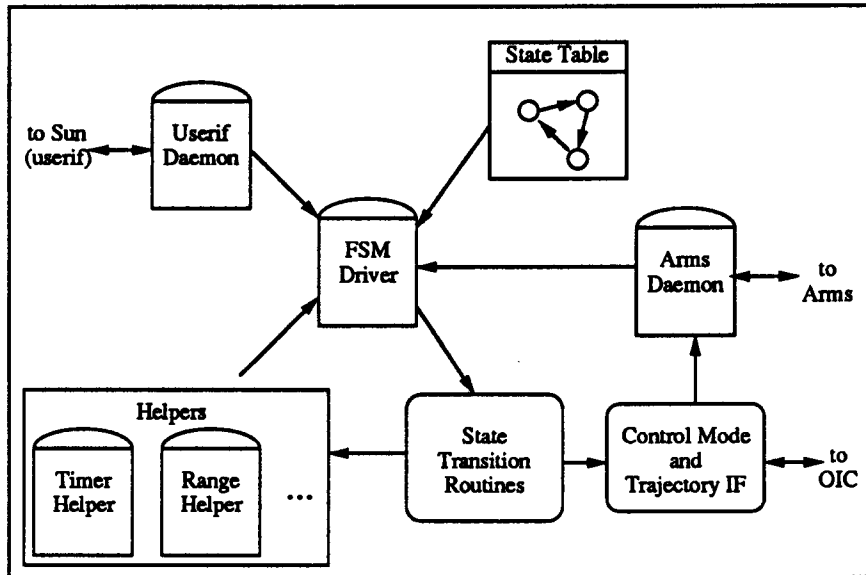 State Table
to Sun
(userif)
Userif
Daemon
FSM
Driver
Arms
Daemon
to
Arms
Helpers
Timer
Helper
Range
Helper
...
State
Transition
Routines
Control Mode
and
Trajectory IF
to
OIC